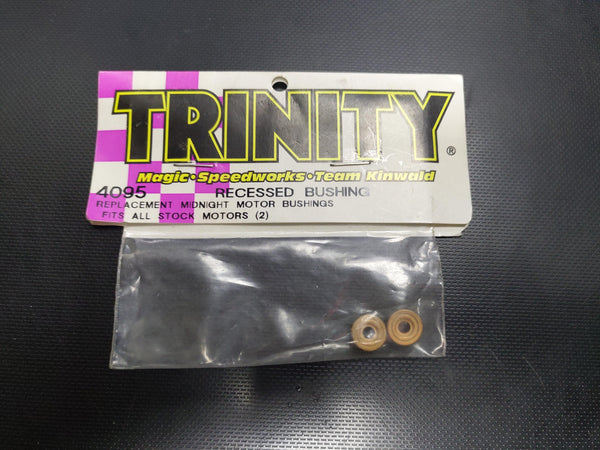 TRINITY®
Magic•Speedworks•Team Kinwald
4095 RECESSED BUSHING
REPLACEMENT MIDNIGHT MOTOR BUSHINGS
FITS ALL STOCK MOTORS (2)